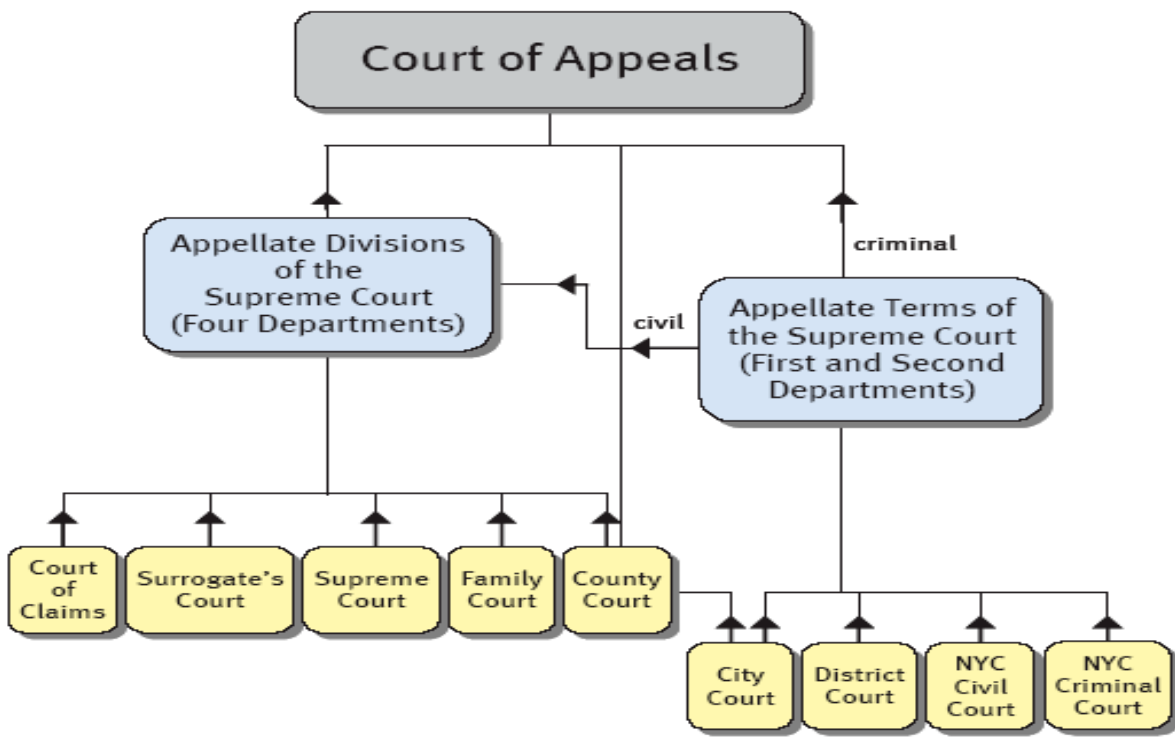 Court of Appeals
Appellate Divisions
of the
Supreme Court
(Four Departments)
criminal
civil
Appellate Terms of
the Supreme Court
(First and Second
Departments)
Court
of
Claims
Surrogate's
Court
Supreme
Court
Family
Court
County
Court
City
Court
District
Court
NYC
Civil
Court
NYC
Criminal
Court